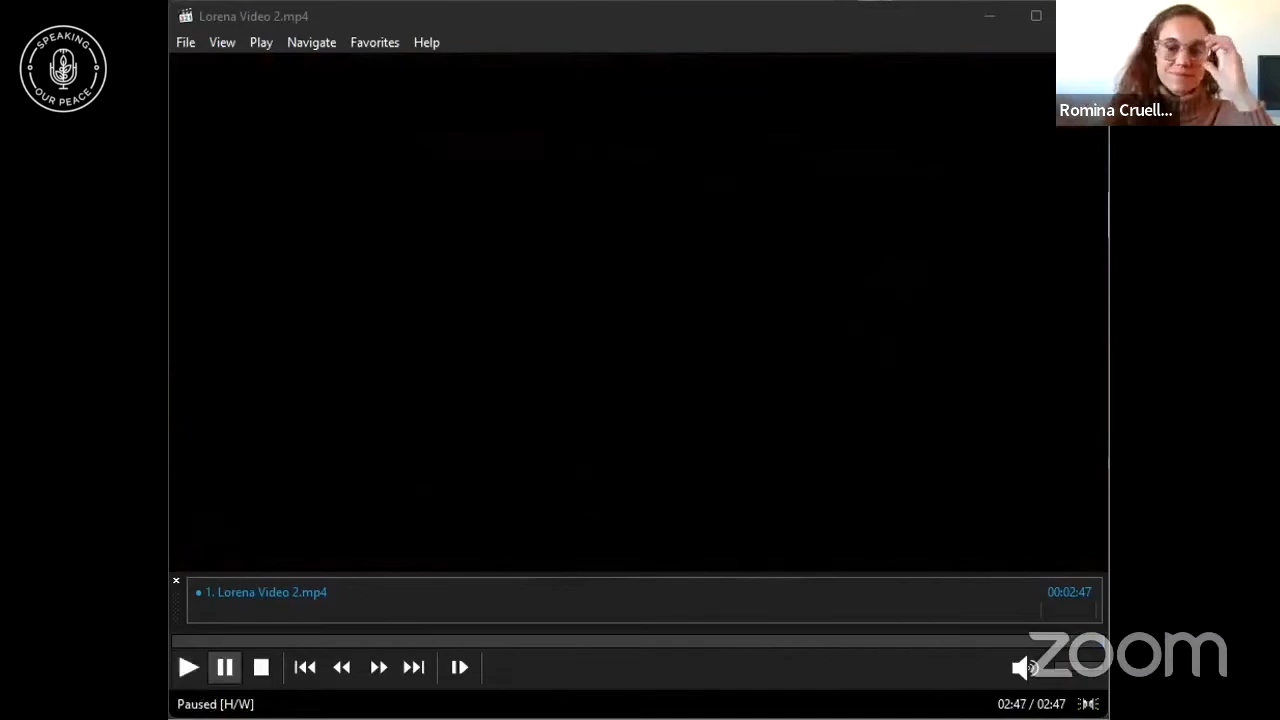 SPEAKING
OUR PEACE
Lorena Video 2.mp4
File View Play Navigate Favorites Help
Romina Cruell...
1. Lorena Video 2.mp4 00:02:47
zoom
Paused [H/W] 02:47 / 02:47